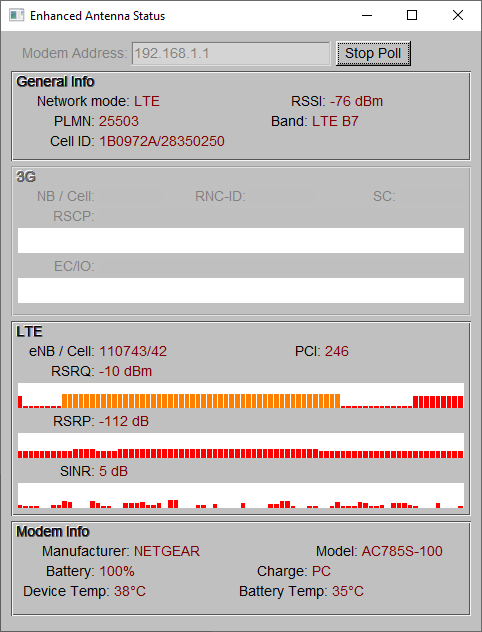 Enhanced Antenna Status
Modem Address: 192.168.1.1 Stop Poll
General Info
Network mode: LTE RSSI: -76 dBm
PLMN: 25503 Band: LTE B7
Cell ID: 1B0972A/28350250
3G
NB / Cell: RNC-ID: SC:
RSCP:
EC/IO:
LTE
eNB / Cell: 110743/42 PCI: 246
RSRQ: -10 dBm
RSRP: -112 dB
SINR: 5 dB
Modem Info
Manufacturer: NETGEAR Model: AC785S-100
Battery: 100% Charge: PC
Device Temp: 38°C Battery Temp: 35°C